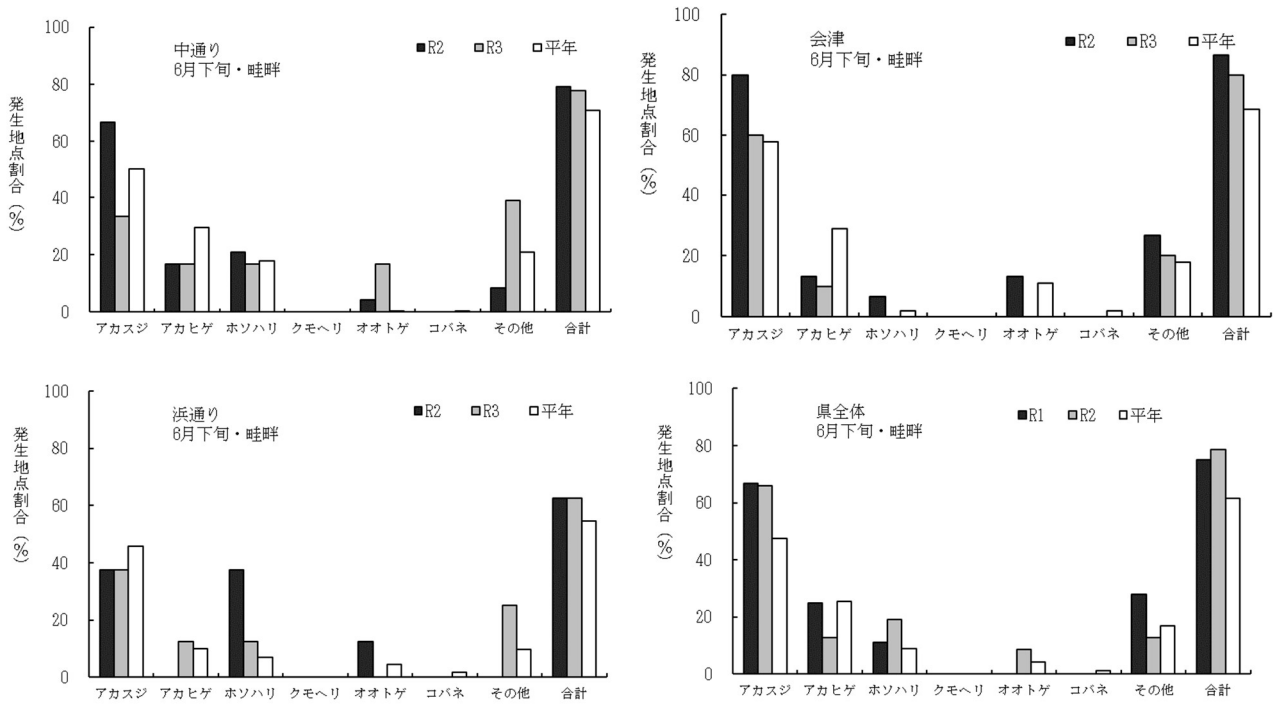 中通り
6月下旬・畦畔
R2 R3 平年
発生地点割合(%)
100
80
60
40
20
0
アカスジ アカヒゲ ホソハリ クモヘリ オオトゲ コバネ その他 合計
会津
6月下旬・畦畔
R2 R3 平年
発生地点割合(%)
100
80
60
40
20
0
アカスジ アカヒゲ ホソハリ クモヘリ オオトゲ コバネ その他 合計
浜通り
6月下旬・畦畔
R2 R3 平年
発生地点割合(%)
100
80
60
40
20
0
アカスジ アカヒゲ ホソハリ クモヘリ オオトゲ コバネ その他 合計
県全体
6月下旬・畦畔
R1 R2 平年
発生地点割合(%)
100
80
60
40
20
0
アカスジ アカヒゲ ホソハリ クモヘリ オオトゲ コバネ その他 合計